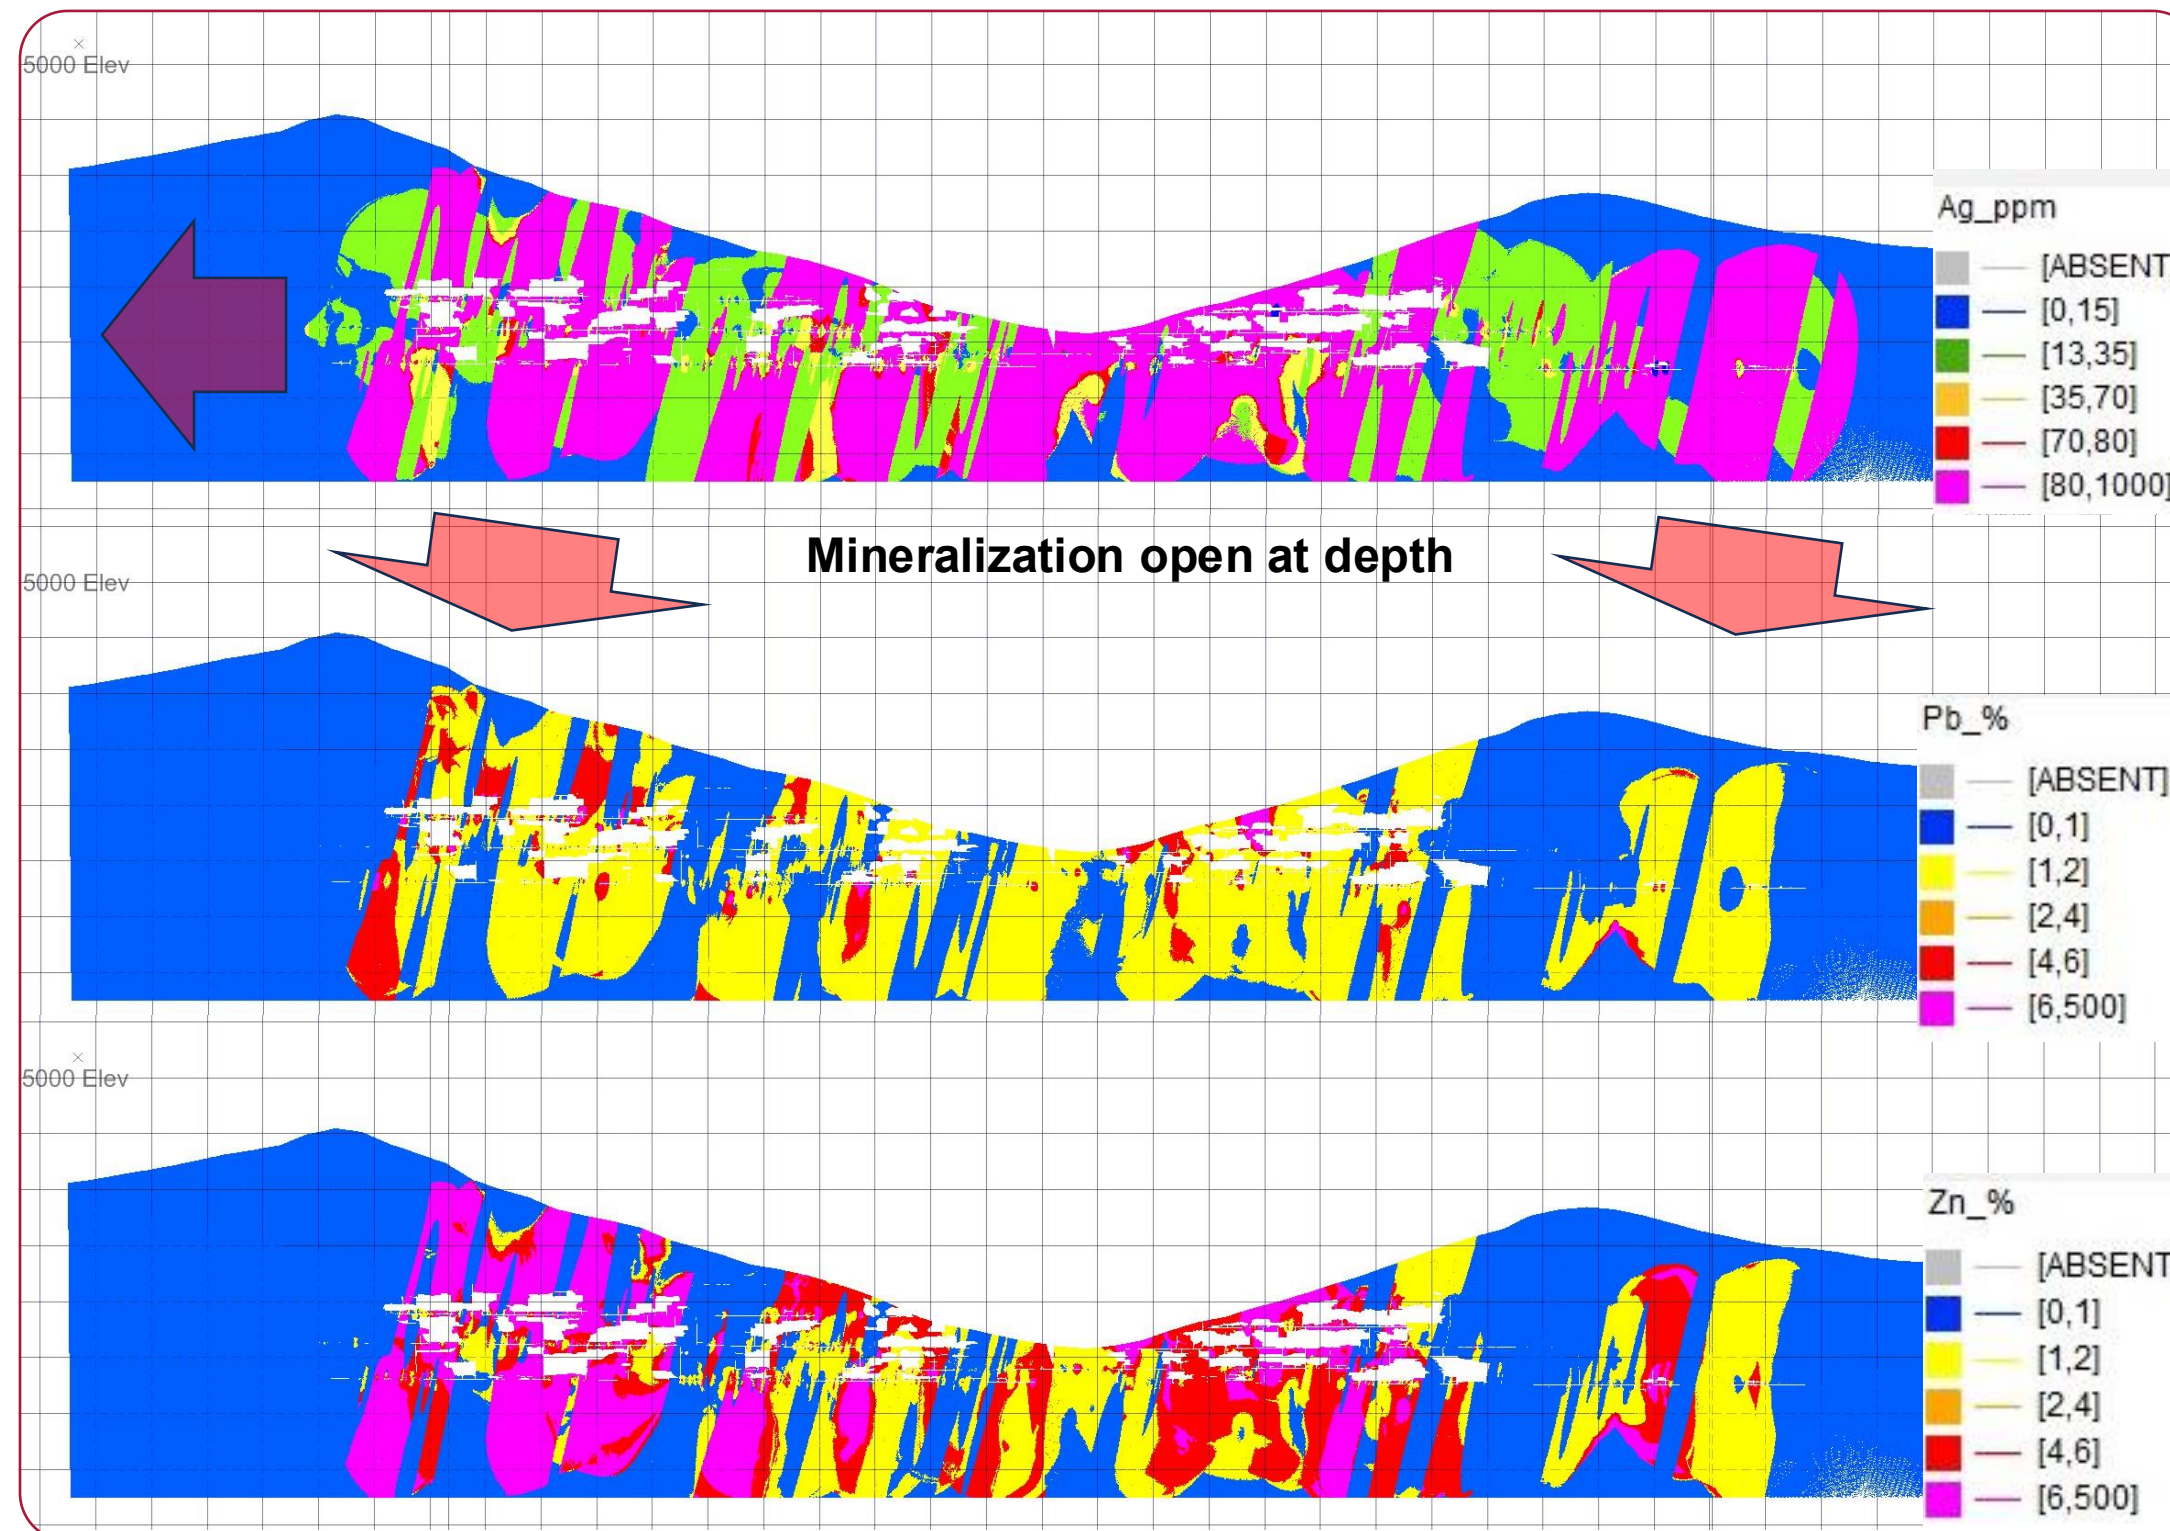 5000 Elev
Ag_ppm
[ABSENT
[0,15]
[13,35]
[35,70]
[70,80]
[80,1000]
Mineralization open at depth
5000 Elev
Pb_%
[ABSENT]
[0,1]
[1,2]
[2,4]
[4,6]
[6,500]
5000 Elev
Zn_%
[ABSENT
[0,1]
[1,2]
[2,4]
[4,6]
[6,500]